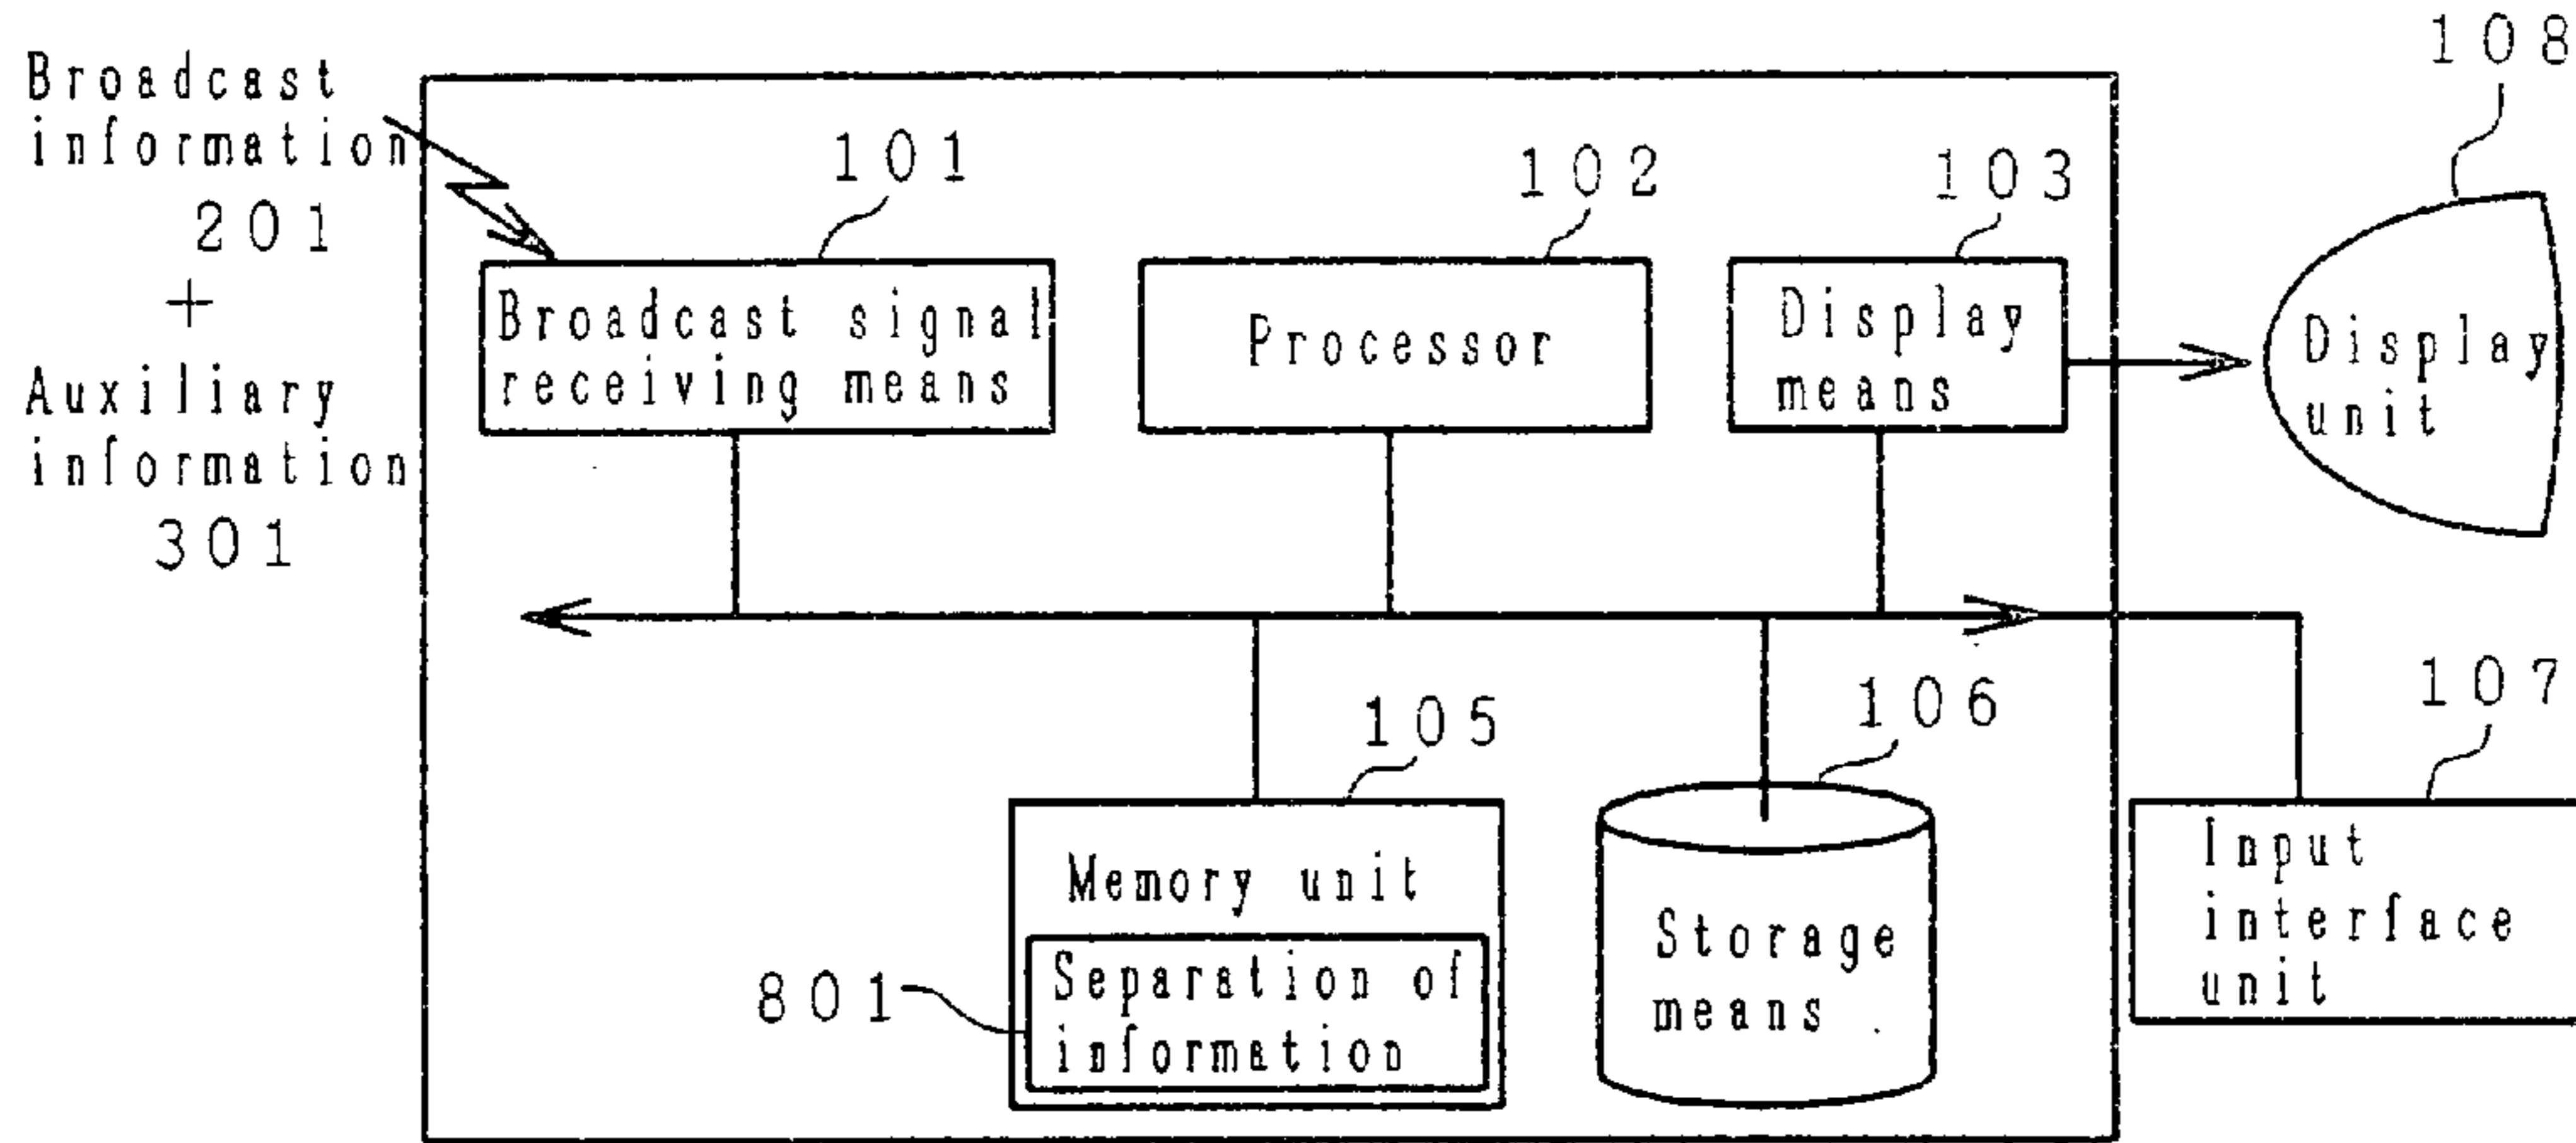 108
Broadcast
information
201
+
Auxiliary
information
301
101
Broadcast signal
receiving means
102
Processor
103
Display
means
Display
unit
105
Memory unit
801
Separation of
information
106
Storage
means
107
Input
interface
unit